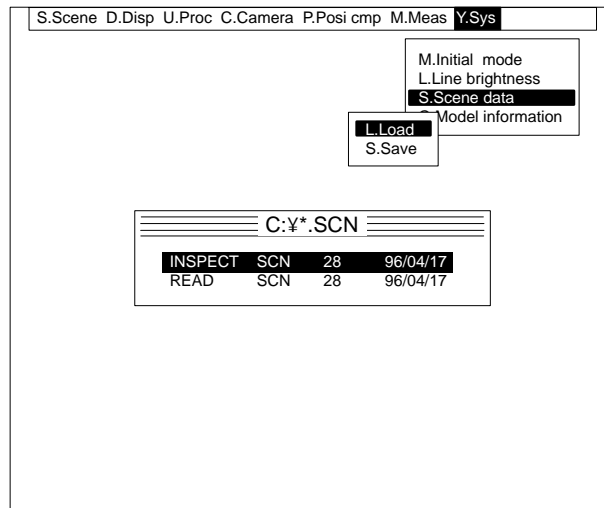 S.Scene D.Disp U.Proc C.Camera P.Posi cmp M.Meas Y.Sys
M.Initial mode
L.Line brightness
S.Scene data
Model information
L.Load
S.Save
C:¥*.SCN
INSPECT SCN 28 96/04/17
READ SCN 28 96/04/17